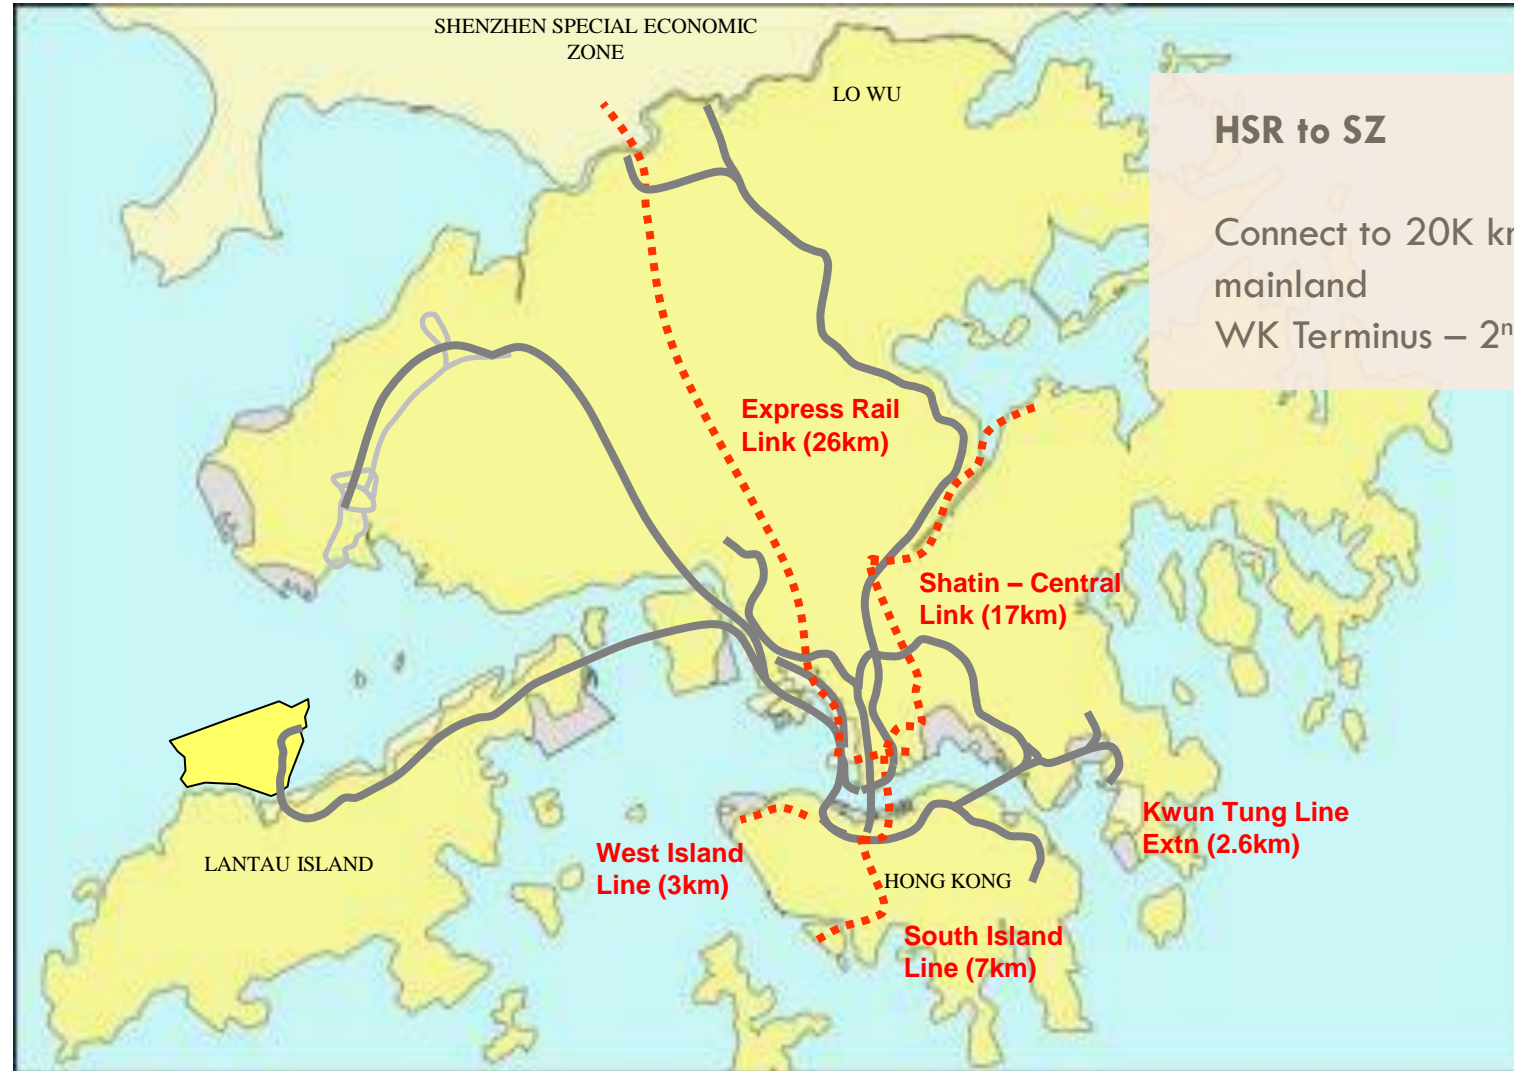 SHENZHEN SPECIAL ECONOMIC
ZONE
LO WU
HSR to SZ
Connect to 20K
mainland
WK Terminus – 2
Express Rail
Link (26km)
Shatin – Central
Link (17km)
Kwun Tung Line
Extn (2.6km)
West Island
Line (3km)
LANTAU ISLAND
HONG KONG
South Island
Line (7km)